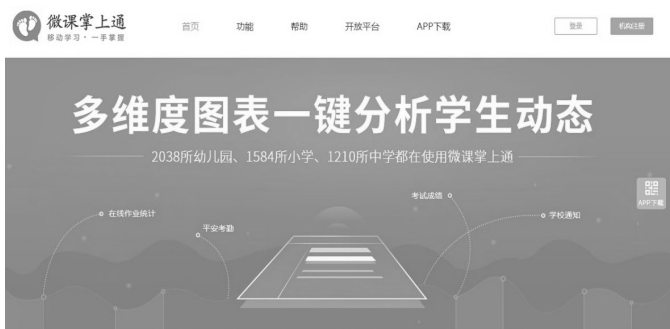 微课掌上通
移动学习·一手掌握
首页 功能 帮助 开放平台 APP下载
登录 机构注册
多维度图表一键分析学生动态
2038所幼儿园、1584所小学、1210所中学都在使用微课掌上通
APP下载
考试成绩
在线作业统计
学校通知
平安考勤